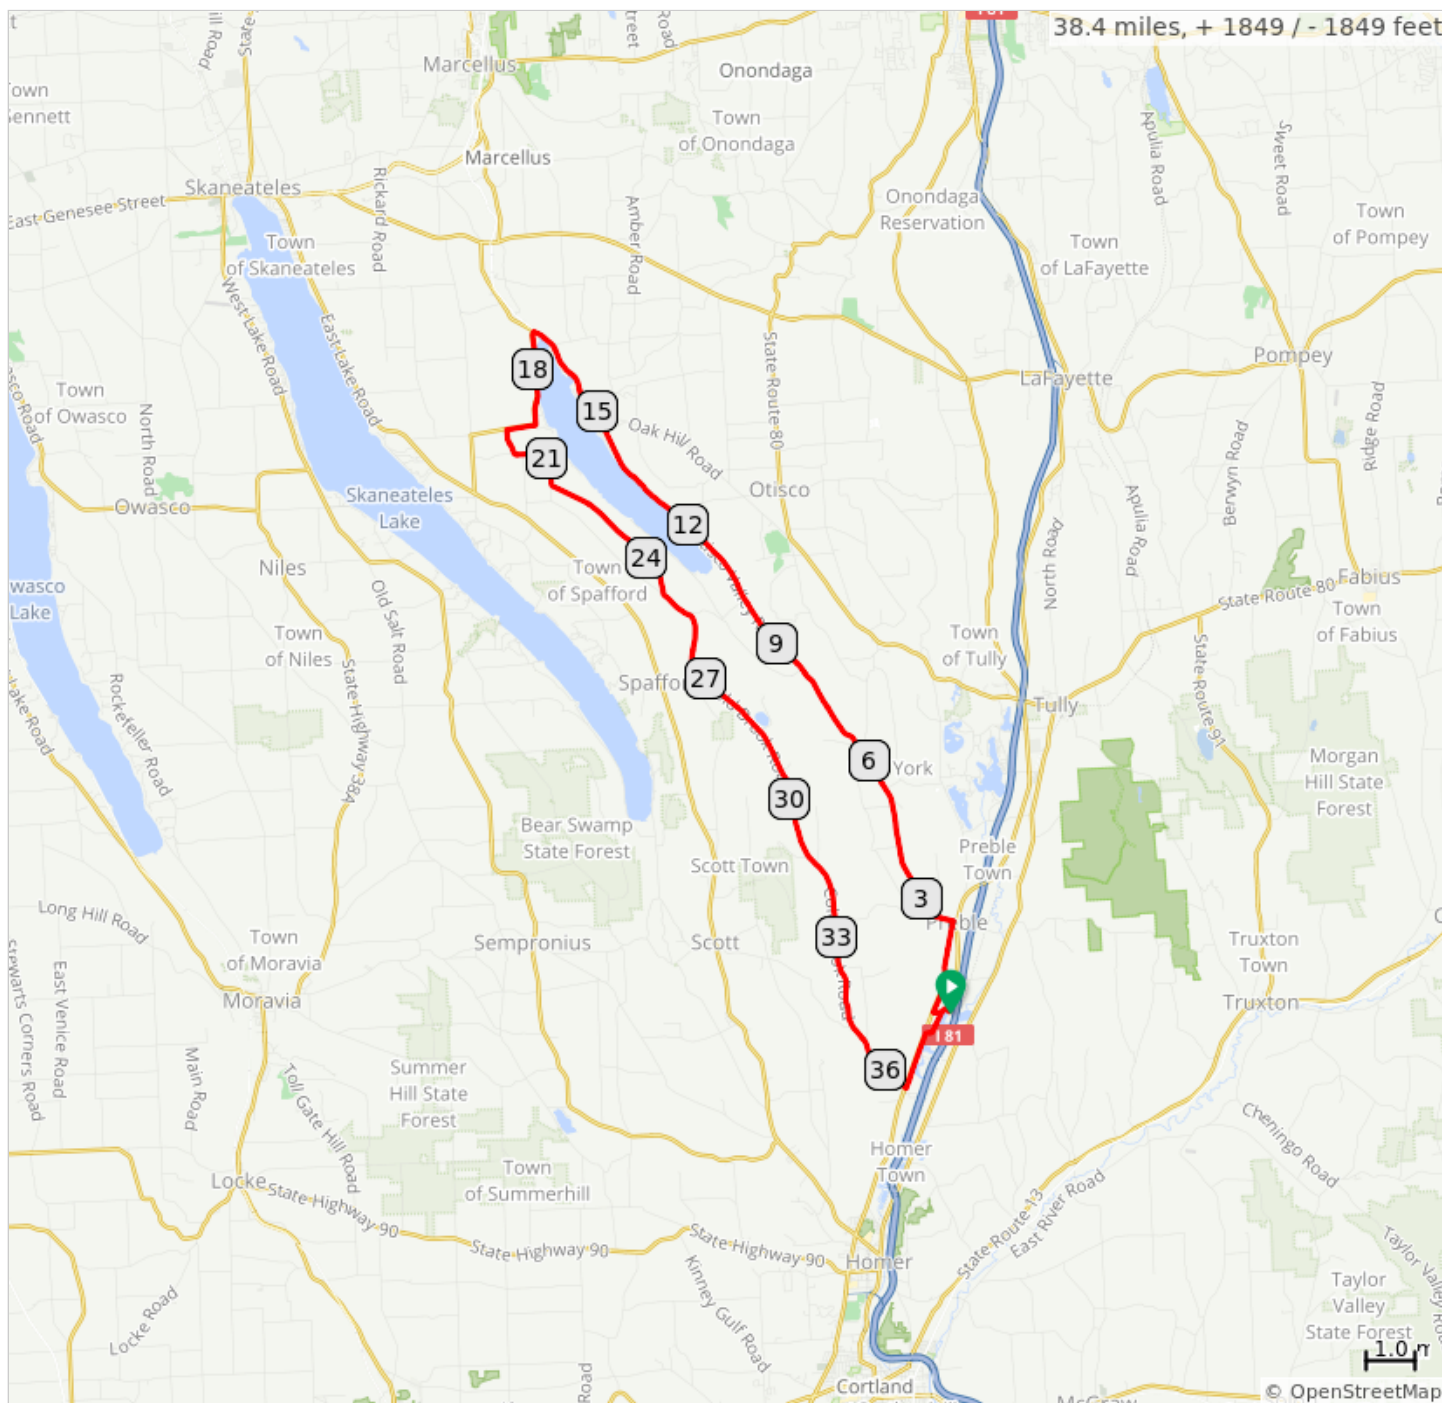 38.4 miles, + 1849 / - 1849 feet
Marcellus
Onondaga
Town
of Onondaga
Marcellus
Skaneateles
East Genesee Street
Rickard Road
Amber Road
Onondaga
Reservation
Apulia Road
Sweet Road
Town
of Pompey
Town
of Skaneateles
Town
of LaFayette
West Lake Road
East Lake Road
State Route 80
Pompey
LaFayette
18
15
Town
of Owasco
North Road
Oak Hill Road
Ridge Road
Berwyn Road
21
Otisco
Skaneateles
Lake
Owasco
12
Apulia Road
North Road
24
Town
of Spafford
Niles
Old Salt Road
Fabius
State Route 80
Town
of Fabius
Lake
Town
of Niles
9
Town
of Tully
State Route 91
State Highway 38A
Rockefeller Road
27
Tully
6
York
Morgan
Hill State
Forest
30
Bear Swamp
State Forest
Preble
Town
Scott Town
3
Long Hill Road
Town
of Moravia
Sempronius
Scott
33
Preble
Truxton
Town
Moravia
Truxton
East Venice Road
Stewarts Corners Road
Main Road
I 81
Summer
Hill State
Forest
36
Toll Gate Hill Road
Cheningo Road
Homer
Town
Locke
Town
of Summerhill
State Highway 90
State Highway 90
State Highway 90
State Route 13
East River Road
Homer
Kinney Gulf Road
Locke Road
Taylor
Valley
State Forest
Cortland
© OpenStreetMap